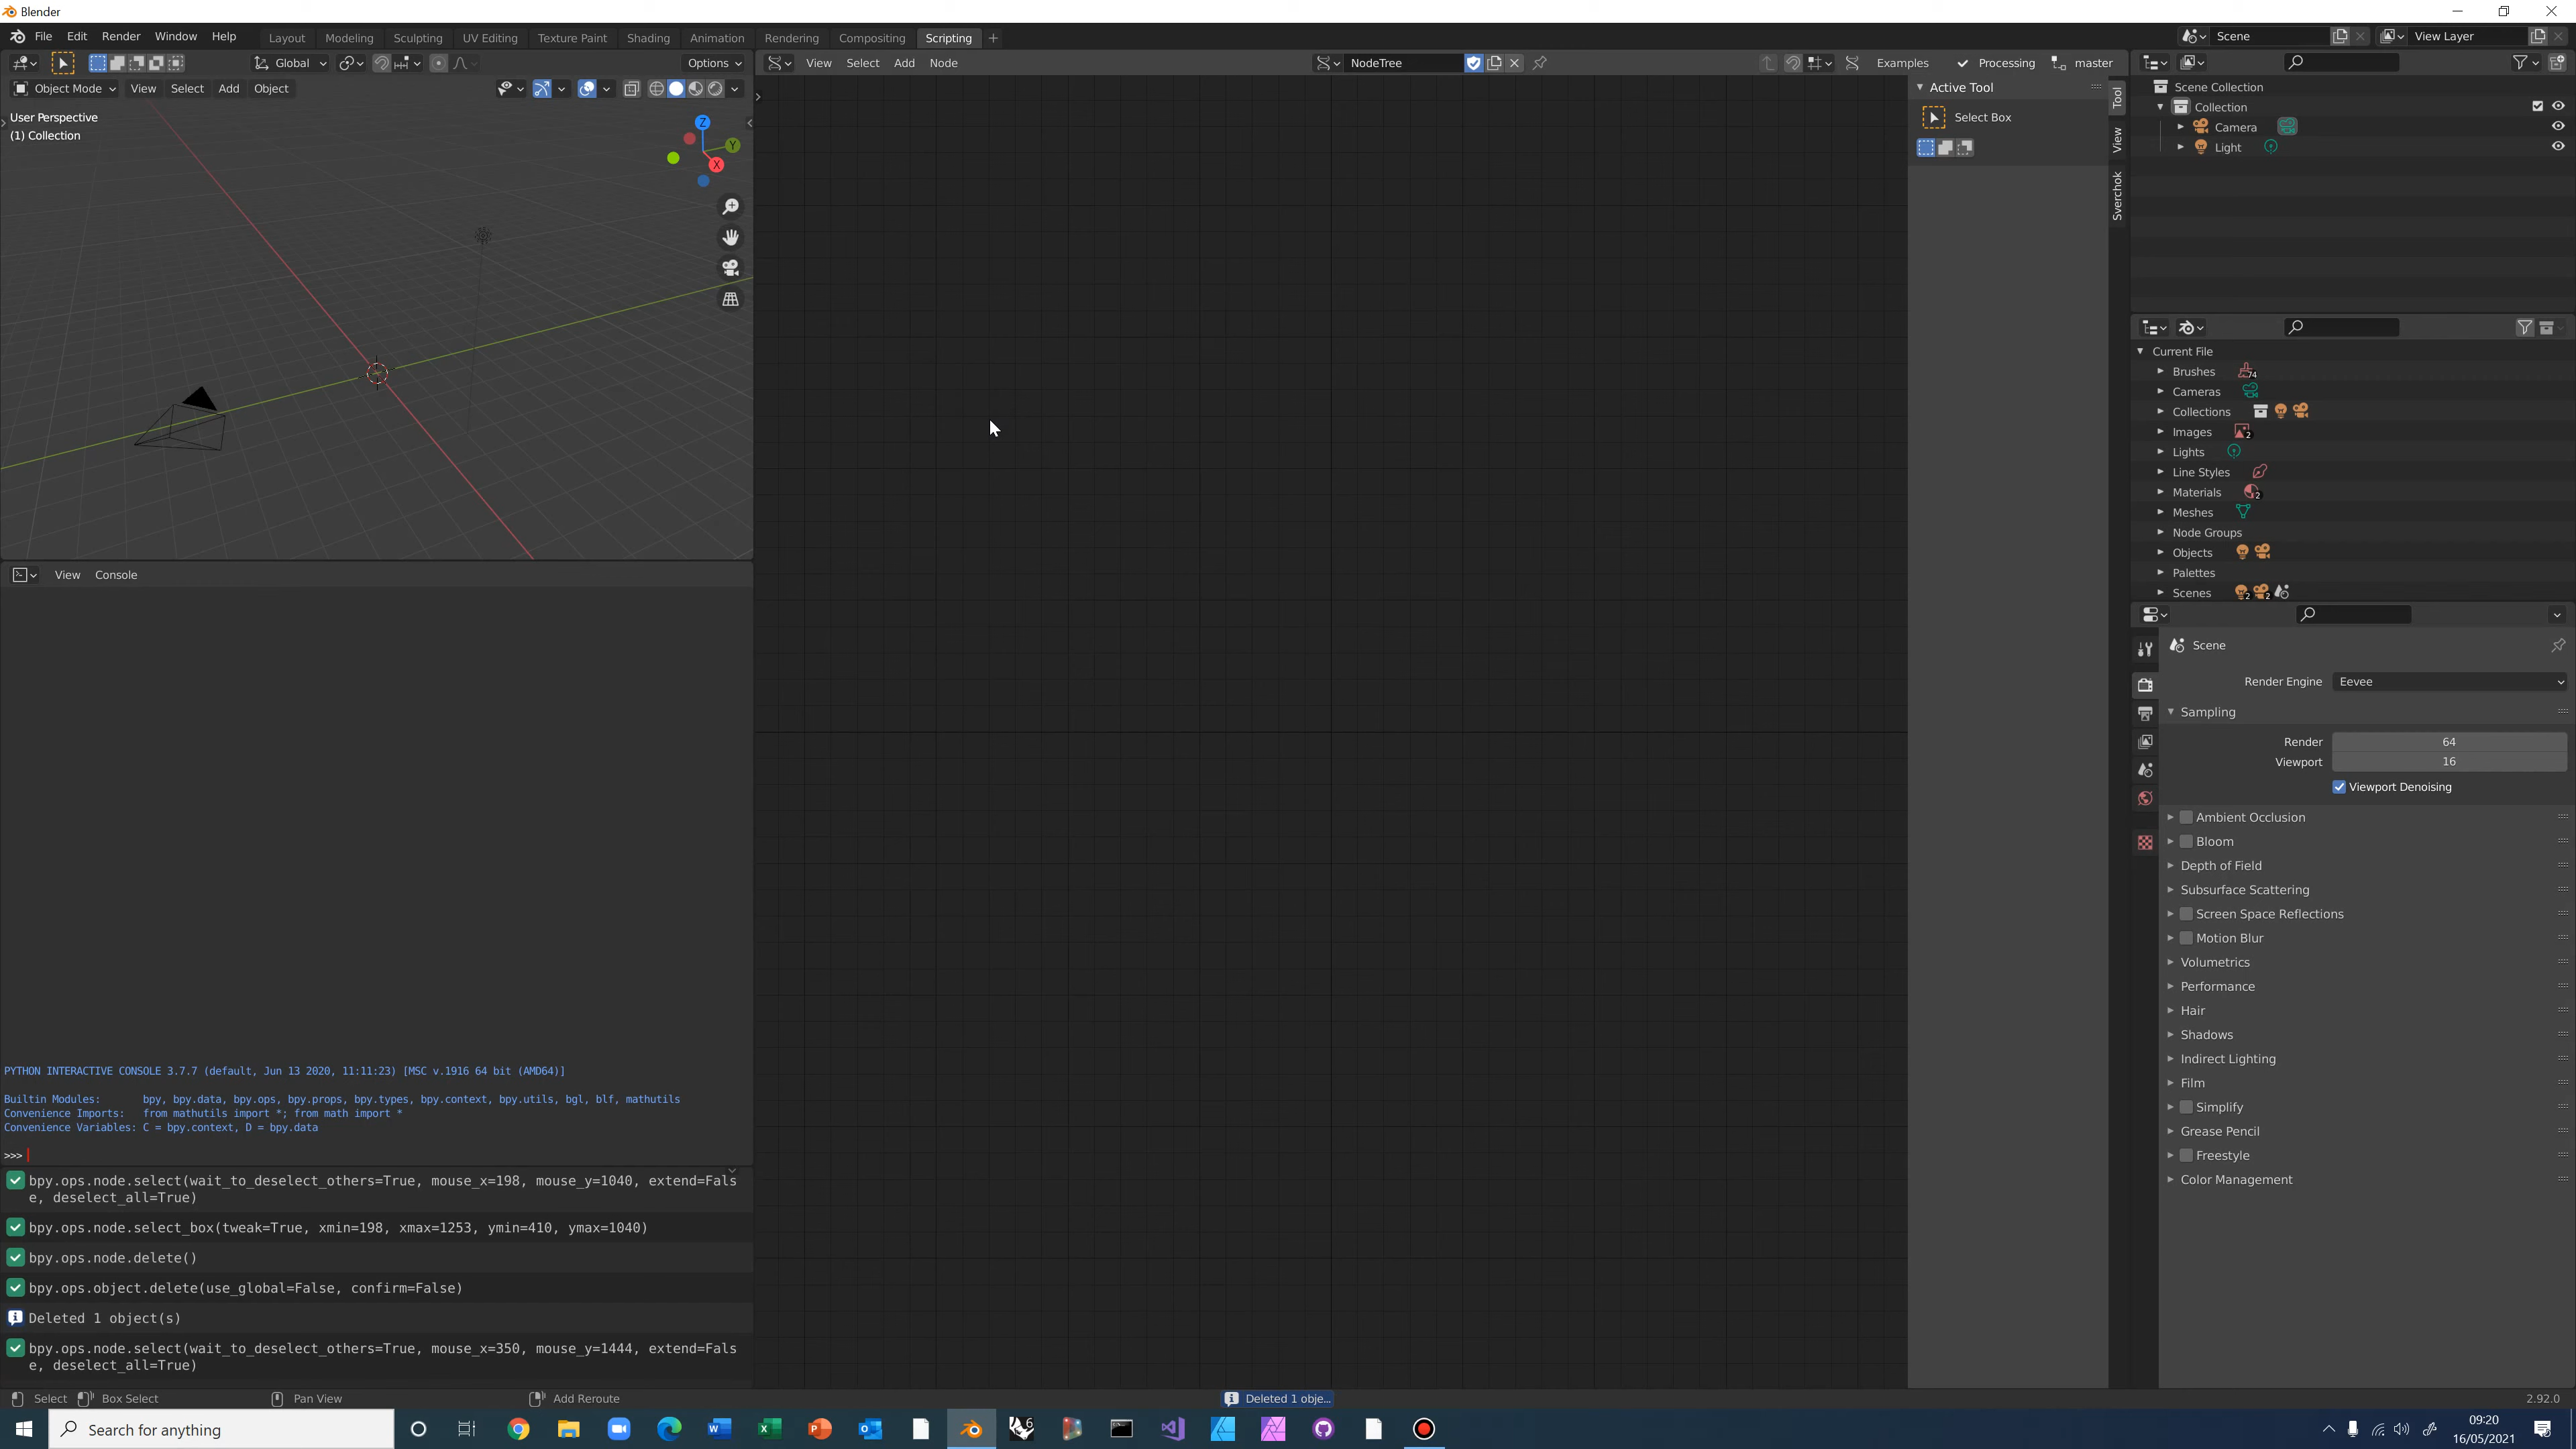 Blender
File Edit Render Window Help Layout Modeling Sculpting UV Editing Texture Paint Shading Animation Rendering Compositing Scripting + Scene View Layer
Global Options
View Select Add Node NodeTree Examples Processing master
Object Mode View Select Add Object
User Perspective
(1) Collection
Z
Y
X
Active Tool
Select Box
Tool
View
Sverchok
Scene Collection
Collection
Camera
Light
Current File
Brushes 74
Cameras
Collections
Images 2
Lights
Line Styles
Materials 2
Meshes
Node Groups
Objects
Palettes
Scenes 2 2
Scene
Render Engine Eevee
Sampling
Render 64
Viewport 16
Viewport Denoising
Ambient Occlusion
Bloom
Depth of Field
Subsurface Scattering
Screen Space Reflections
Motion Blur
Volumetrics
Performance
Hair
Shadows
Indirect Lighting
Film
Simplify
Grease Pencil
Freestyle
Color Management
View Console
PYTHON INTERACTIVE CONSOLE 3.7.7 (default, Jun 13 2020, 11:11:23) [MSC v.1916 64 bit (AMD64)]
Builtin Modules: bpy, bpy.data, bpy.ops, bpy.props, bpy.types, bpy.context, bpy.utils, bgl, blf, mathutils
Convenience Imports: from mathutils import *; from math import *
Convenience Variables: C = bpy.context, D = bpy.data
>>>
bpy.ops.node.select(wait_to_deselect_others=True, mouse_x=198, mouse_y=1040, extend=Fals
e, deselect_all=True)
bpy.ops.node.select_box(tweak=True, xmin=198, xmax=1253, ymin=410, ymax=1040)
bpy.ops.node.delete()
bpy.ops.object.delete(use_global=False, confirm=False)
Deleted 1 object(s)
bpy.ops.node.select(wait_to_deselect_others=True, mouse_x=350, mouse_y=1444, extend=Fals
e, deselect_all=True)
Select Box Select Pan View Add Reroute Deleted 1 obje... 2.92.0
Search for anything
09:20
16/05/2021